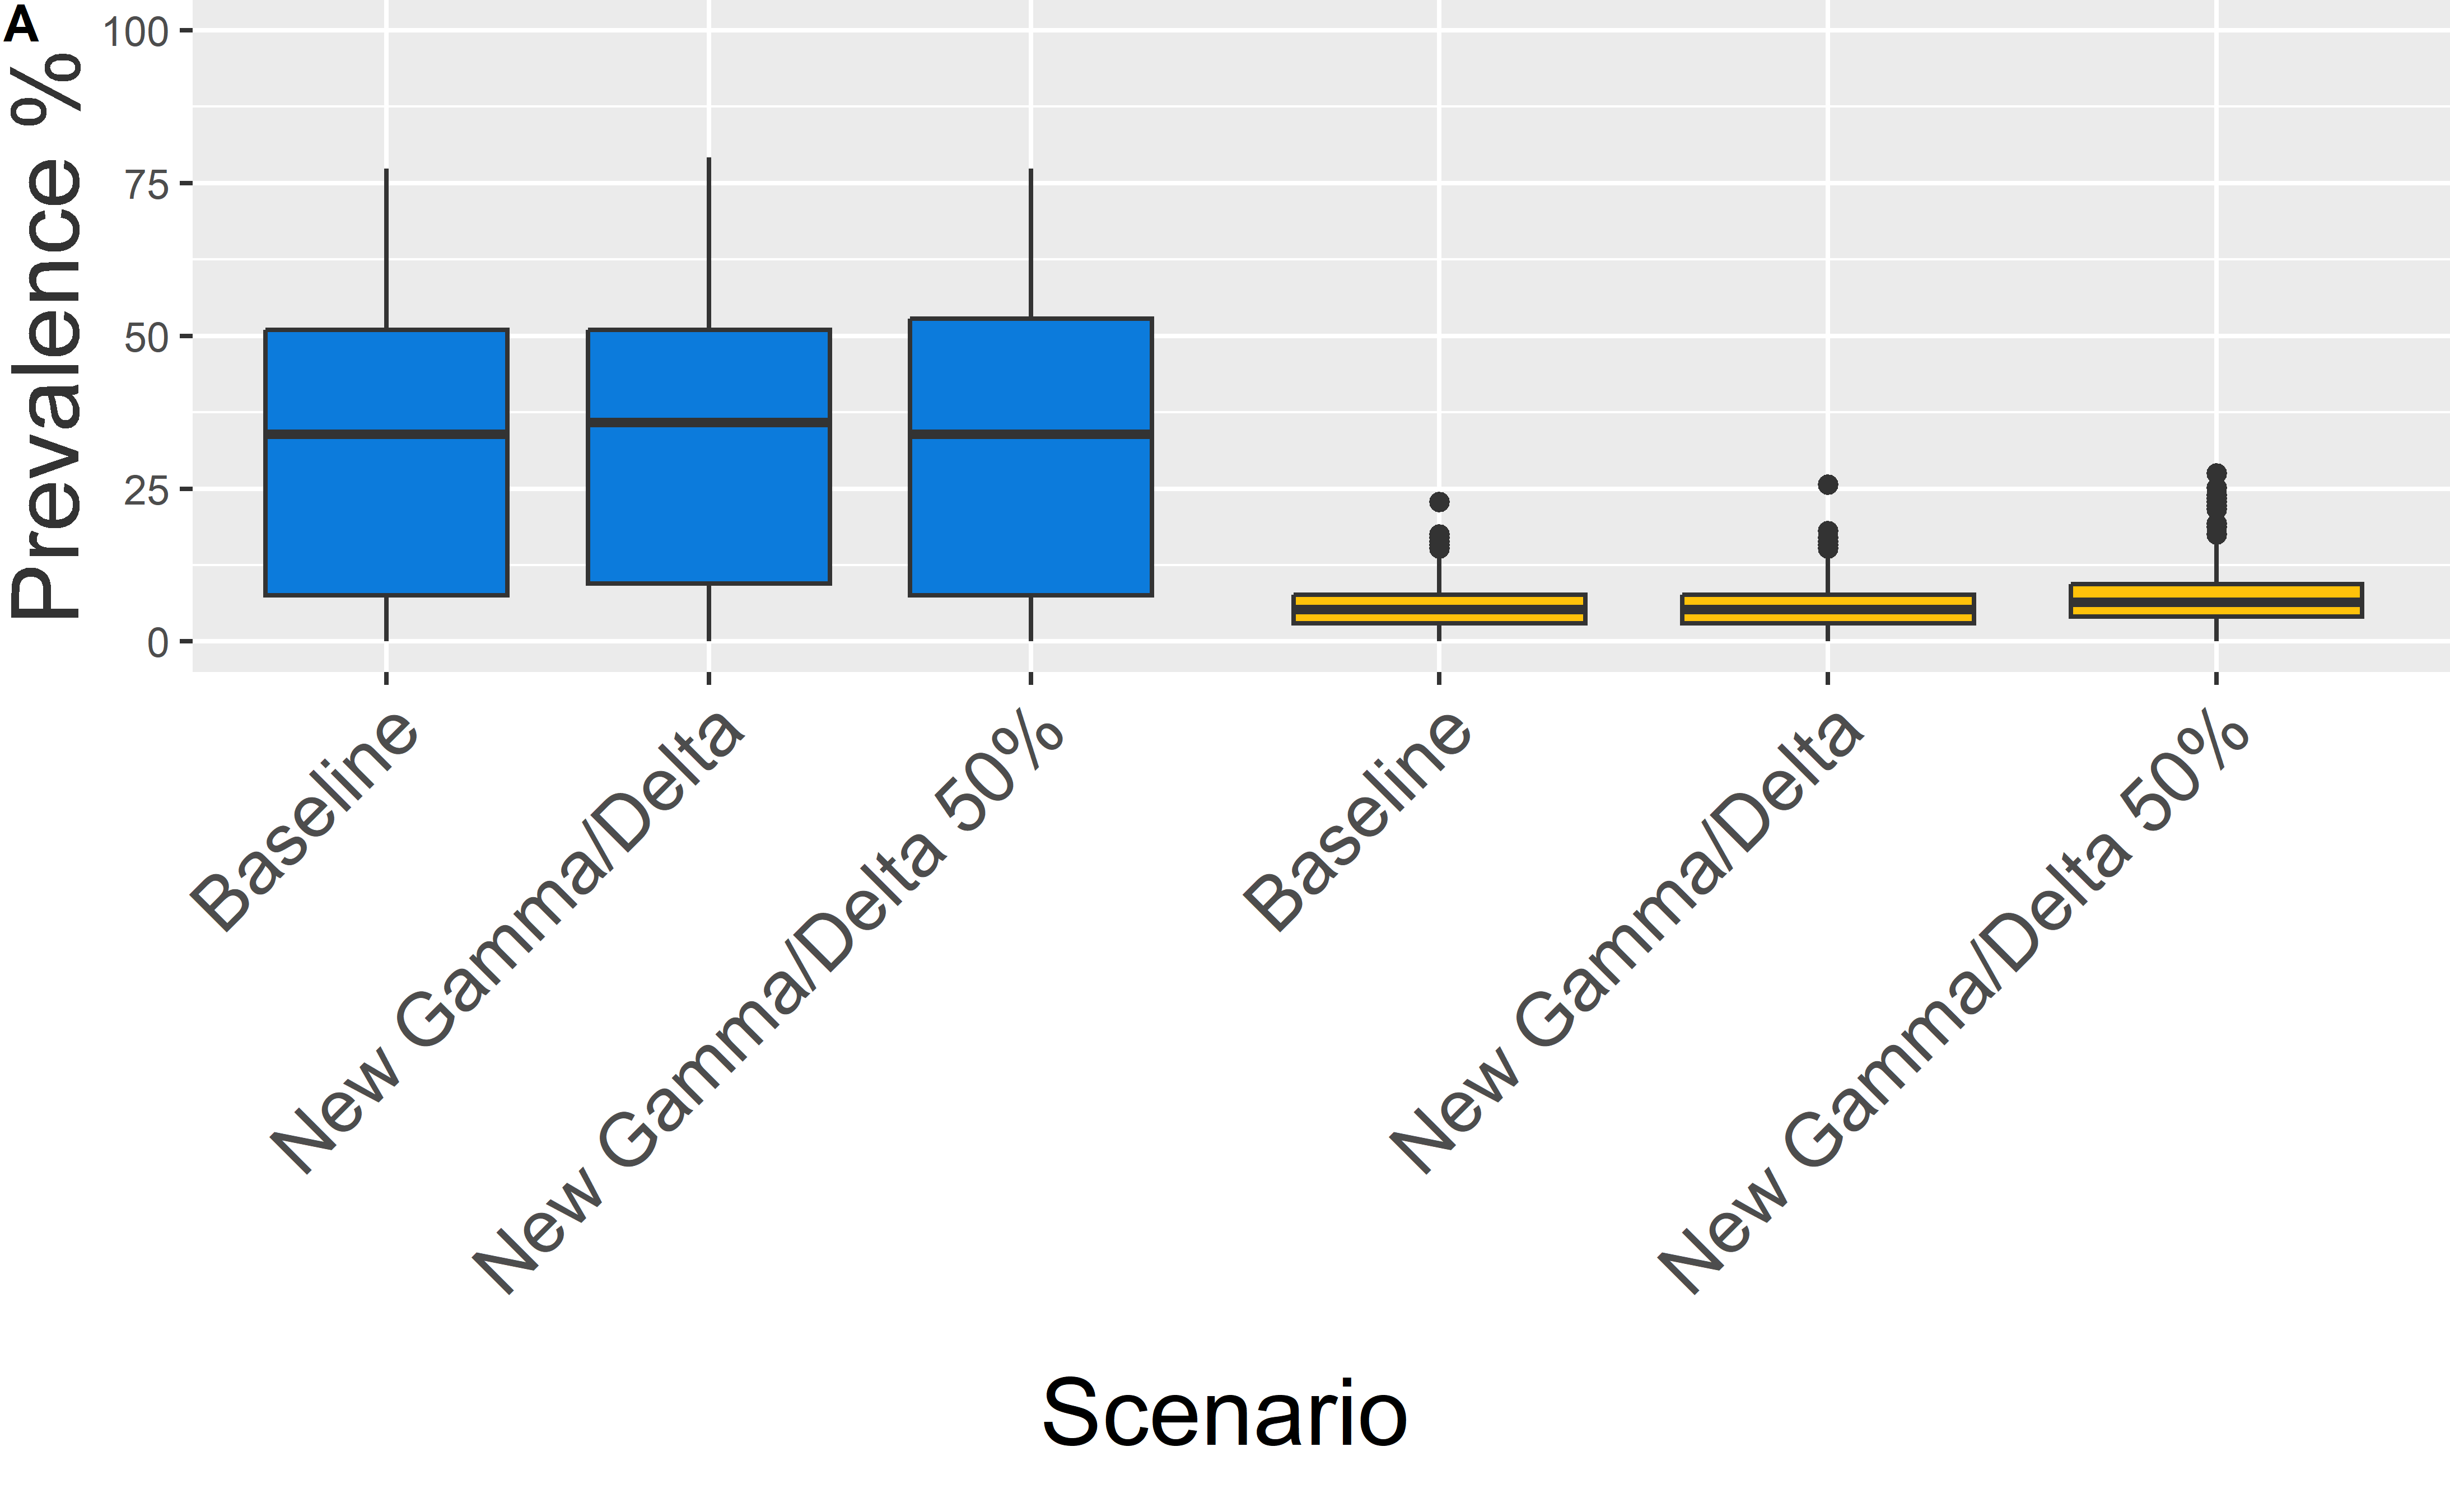 A
Prevalence %
100
75
50
25
0
Baseline
New Gamma/Delta
New Gamma/Delta 50%
Baseline
New Gamma/Delta
New Gamma/Delta 50%
Scenario